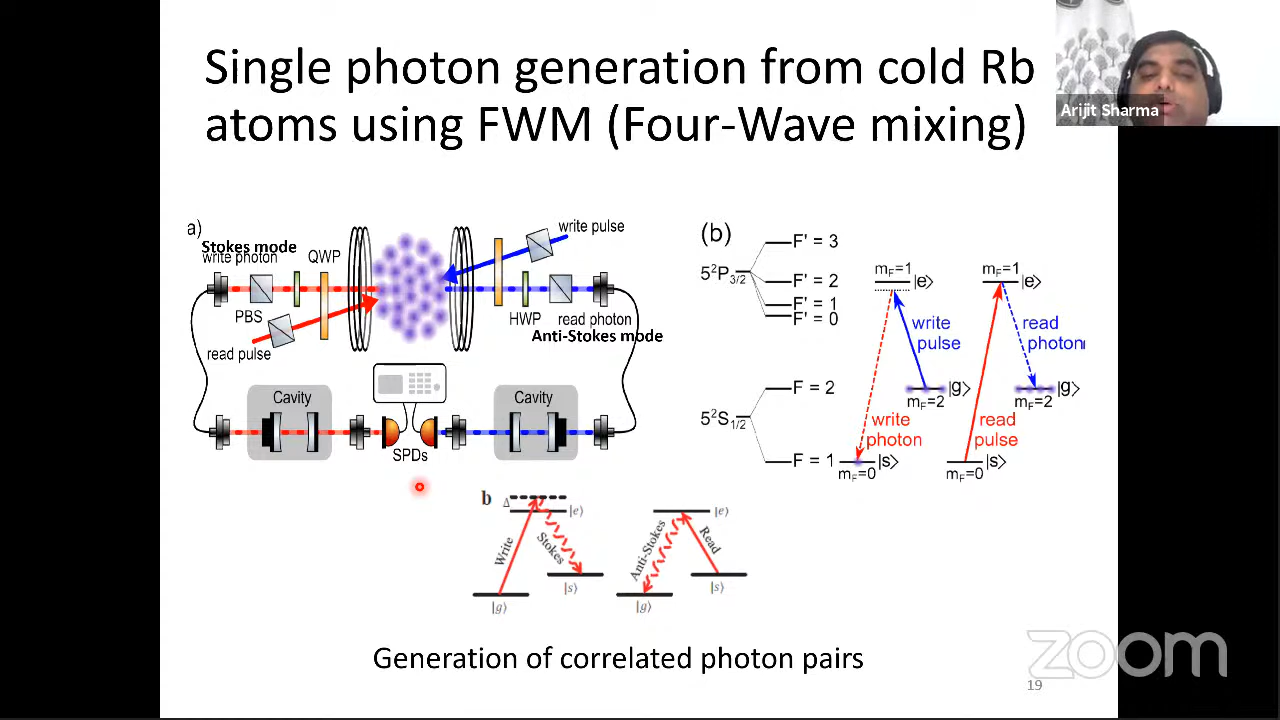 Single photon generation from cold Rb
atoms using FWM (Four-Wave mixing)
Arijit Sharma
a)
Stokes mode
write photon
QWP
write pulse
PBS
HWP
read photon
Anti-Stokes mode
read pulse
Cavity
Cavity
SPDs
(b)
5²P₃/₂
F' = 3
F' = 2
F' = 1
F' = 0
5²S₁/₂
F = 2
F = 1
mF=1
|e⟩
write
pulse
|g⟩
mF=2
write
photon
|s⟩
mF=0
mF=1
|e⟩
read
photon
|g⟩
mF=2
read
pulse
|s⟩
mF=0
b
Δ
|e⟩
Write
Stokes
|s⟩
|g⟩
|e⟩
Anti-Stokes
Read
|s⟩
|g⟩
Generation of correlated photon pairs
zoom
19